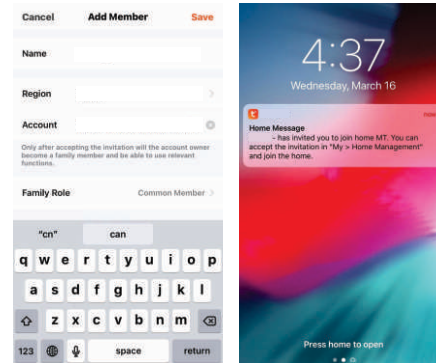 Cancel Add Member Save
Name
Region
Account
Only after accepting the invitation will the account owner
become a family member and be able to use relevant
functions.
Family Role Common Member
"cn" can
q w e r t y u i o p
a s d f g h j k l
z x c v b n m
123 space return
4:37
Wednesday, March 16
now
Home Message
- has invited you to join home MT. You can
accept the invitation in "My > Home Management"
and join the home.
Press home to open